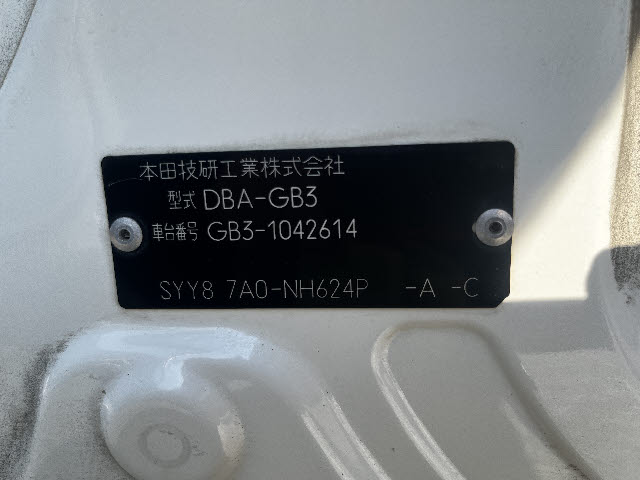 本田技研工業株式会社
型式 DBA-GB3
車台番号 GB3-1042614
SYY8 7A0-NH624P -A -C